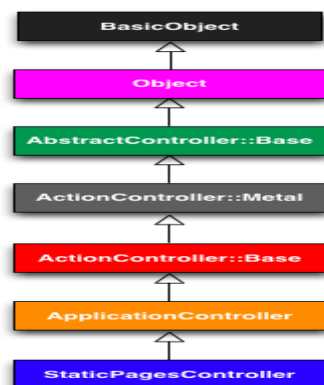 BasicObject
Object
AbstractController::Base
ActionController::Metal
ActionController::Base
ApplicationController
StaticPagesController